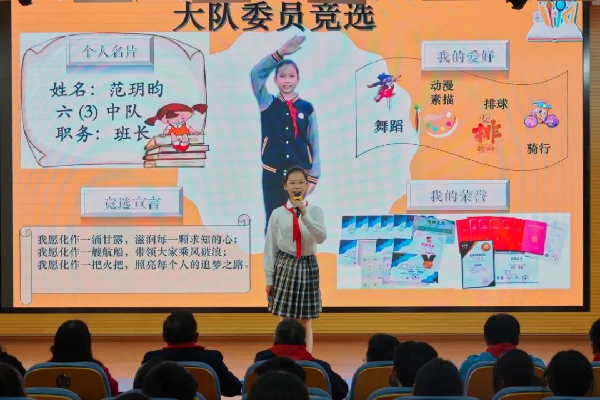 大队委员竞选
个人名片
姓名：范玥昀
六 (3) 中队
职务：班长
竞选宣言
我愿化作一滴甘露，滋润每一颗求知的心；
我愿化作一艘航船，带领大家乘风破浪；
我愿化作一把火把，照亮每个人的追梦之路。
我的爱好
舞蹈
动漫
素描
排球
排
骑行
我的荣誉